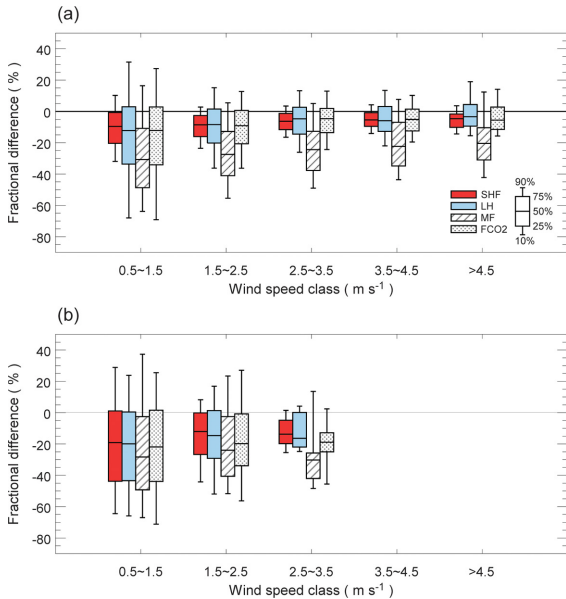 (a)
Fractional difference ( % )
40
20
0
-20
-40
-60
-80
SHF
LH
MF
FCO2
90%
75%
50%
25%
10%
0.5~1.5
1.5~2.5
2.5~3.5
3.5~4.5
>4.5
Wind speed class ( m s-1 )
(b)
Fractional difference ( % )
40
20
0
-20
-40
-60
-80
0.5~1.5
1.5~2.5
2.5~3.5
3.5~4.5
>4.5
Wind speed class ( m s-1 )